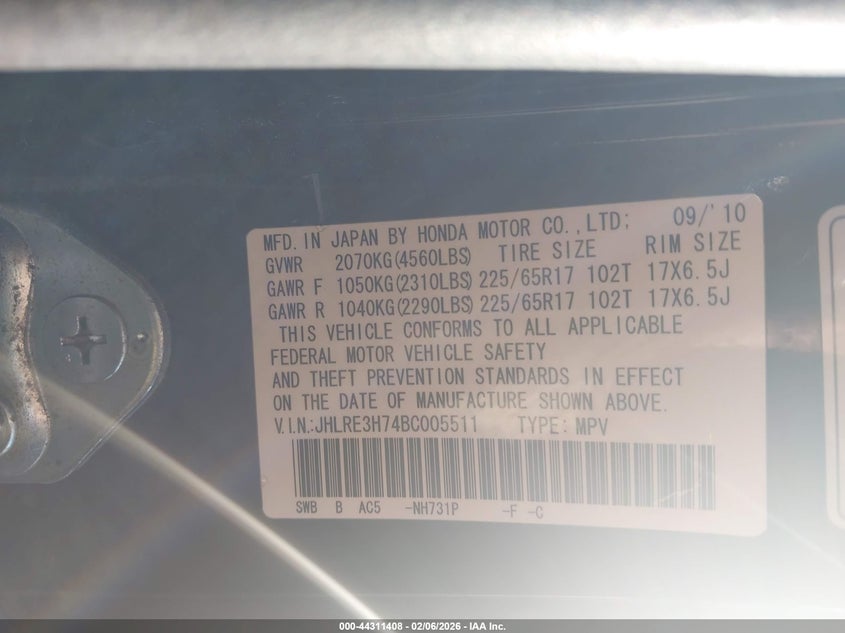 MFD. IN JAPAN BY HONDA MOTOR CO.,LTD; 09/'10
GVWR 2070KG(4560LBS) TIRE SIZE RIM SIZE
GAWR F 1050KG(2310LBS) 225/65R17 102T 17X6.5J
GAWR R 1040KG(2290LBS) 225/65R17 102T 17X6.5J
THIS VEHICLE CONFORMS TO ALL APPLICABLE
FEDERAL MOTOR VEHICLE SAFETY
AND THEFT PREVENTION STANDARDS IN EFFECT
ON THE DATE OF MANUFACTURE SHOWN ABOVE.
V.I.N.:JHLRE3H74BC005511 TYPE: MPV
SWB B AC5 -NH731P -F -C
000-44311408 - 02/06/2026 - IAA Inc.